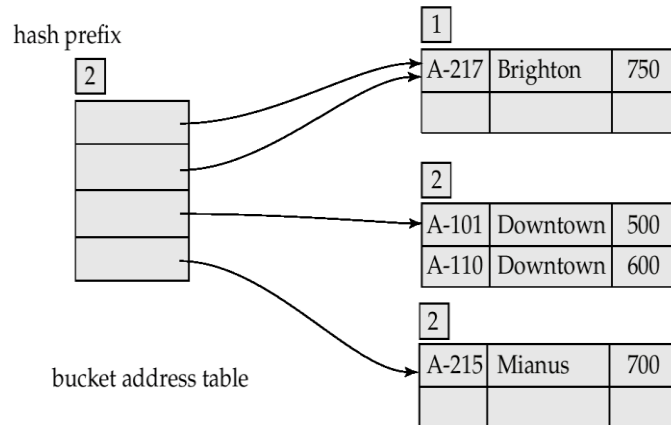 hash prefix
2
1
A-217 Brighton 750
2
A-101 Downtown 500
A-110 Downtown 600
2
A-215 Mianus 700
bucket address table